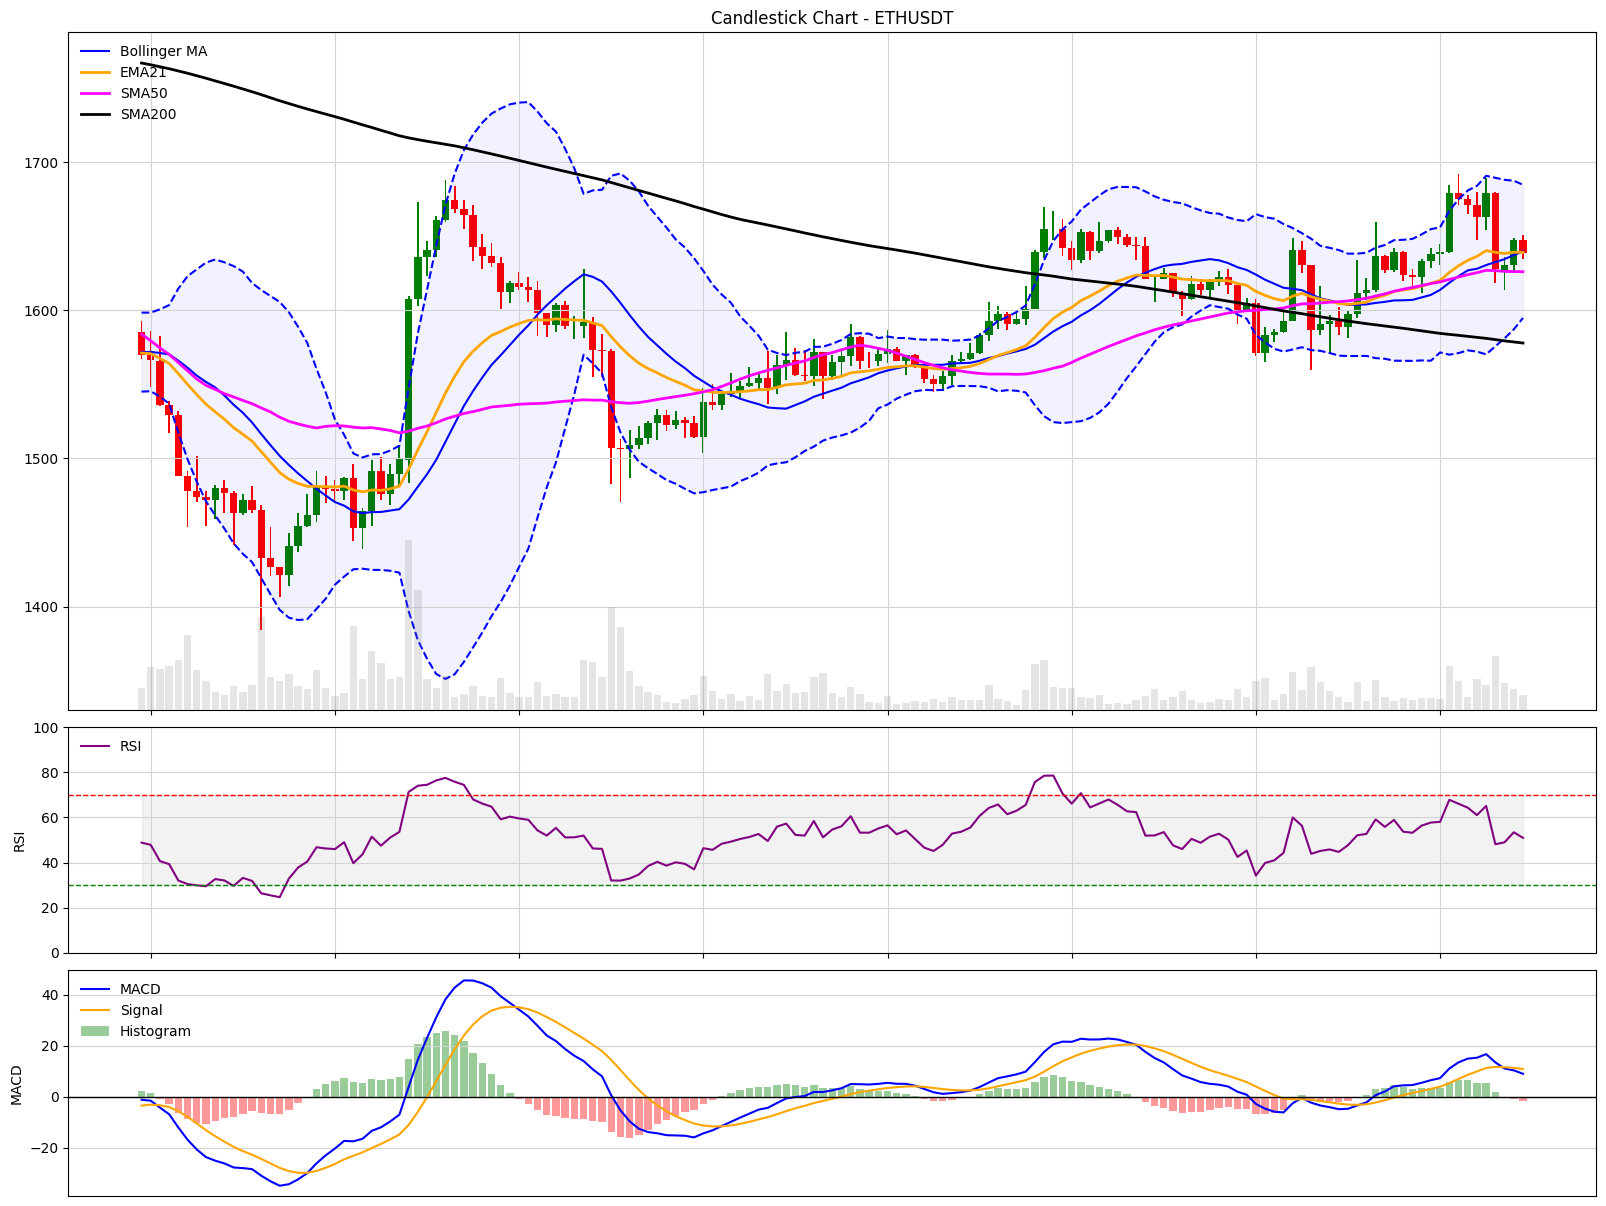 Candlestick Chart - ETHUSDT
Bollinger MA
EMA21
SMA50
SMA200
1700
1600
1500
1400
100
80
60
40
20
0
RSI
RSI
40
20
0
−20
MACD
MACD
Signal
Histogram